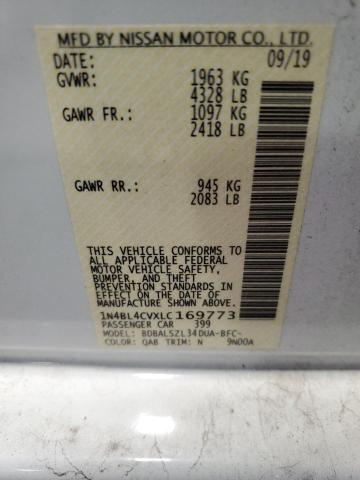 MFD BY NISSAN MOTOR CO., LTD.
DATE: 09/19
GVWR: 1963 KG
4328 LB
GAWR FR.: 1097 KG
2418 LB
GAWR RR.: 945 KG
2083 LB
THIS VEHICLE CONFORMS TO
ALL APPLICABLE FEDERAL
MOTOR VEHICLE SAFETY,
BUMPER, AND THEFT
PREVENTION STANDARDS
IN EFFECT ON THE DATE OF
MANUFACTURE SHOWN ABOVE.
1N4BL4CVXLC169773
PASSENGER CAR 399
MODEL: BDBALSZL34DUA-BFC-
COLOR: QAB TRIM: N 9N00A